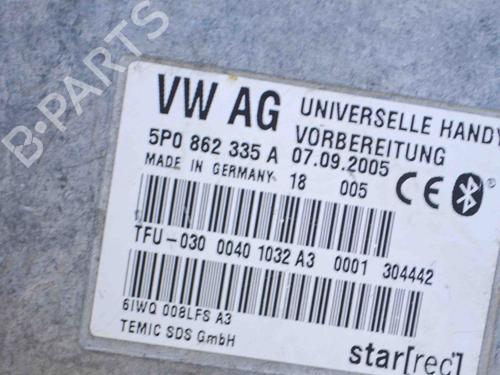 B-PARTS
VW AG UNIVERSELLE HANDY
VORBEREITUNG
5P0 862 335 A 07.09.2005
MADE IN GERMANY 18 005 CE
TFU-030 0040 1032 A3 0001 304442
6IWQ 008LFS A3
TEMIC SDS GmbH
star[rec]